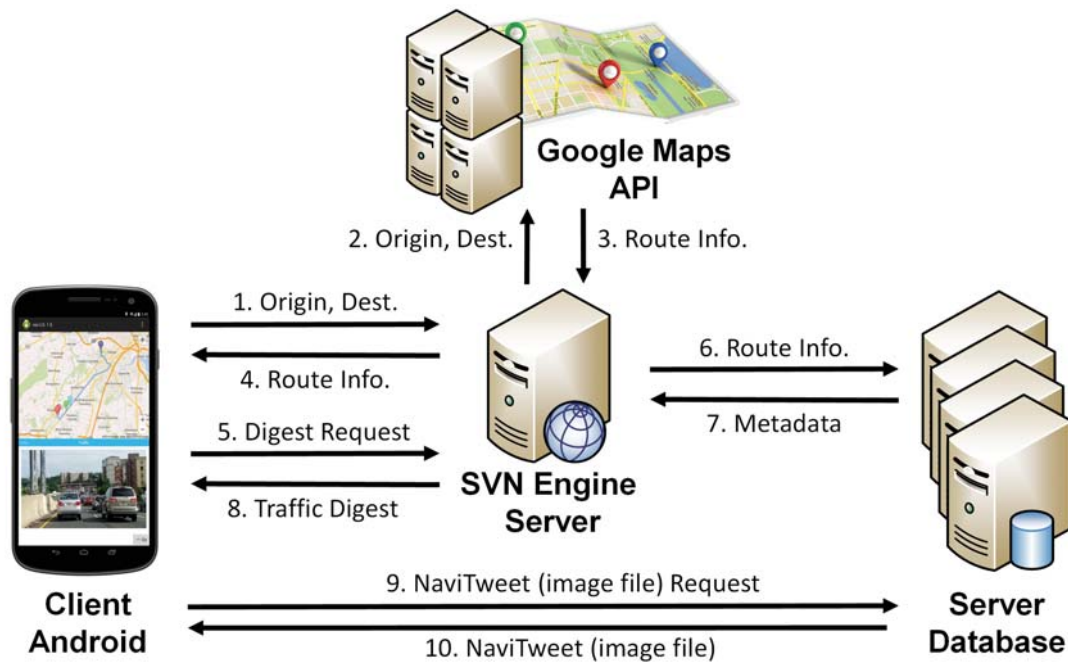 Google Maps
API
2. Origin, Dest.
3. Route Info.
1. Origin, Dest.
4. Route Info.
5. Digest Request
8. Traffic Digest
6. Route Info.
7. Metadata
SVN Engine
Server
9. NaviTweet (image file) Request
10. NaviTweet (image file)
Client
Android
Server
Database